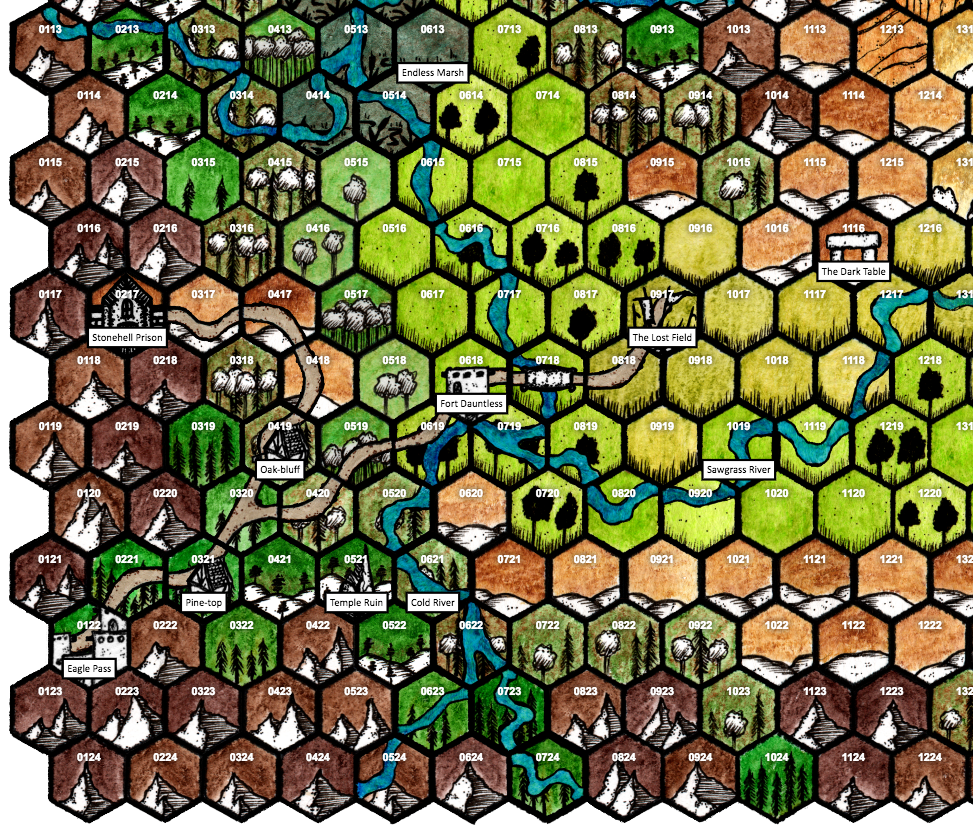 0113 0213 0313 0413 0513 0613 0713 0813 0913 1013 1113 1213 131
Endless Marsh
0114 0214 0314 0414 0514 0614 0714 0814 0914 1014 1114 1214
0115 0215 0315 0415 0515 0615 0715 0815 0915 1015 1115 1215 131
0116 0216 0316 0416 0516 0616 0716 0816 0916 1016 1116 1216
The Dark Table
0117 0217 0317 0417 0517 0617 0717 0817 0917 1017 1117 1217 131
Stonehell Prison
The Lost Field
0118 0218 0318 0418 0518 0618 0718 0818 0918 1018 1118 1218
Fort Dauntless
0119 0219 0319 0419 0519 0619 0719 0819 0919 1019 1119 1219 131
Oak-bluff
Sawgrass River
0120 0220 0320 0420 0520 0620 0720 0820 0920 1020 1120 1220
0121 0221 0321 0421 0521 0621 0721 0821 0921 1021 1121 1221 132
Pine-top
Temple Ruin
Cold River
0122 0222 0322 0422 0522 0622 0722 0822 0922 1022 1122 1222
Eagle Pass
0123 0223 0323 0423 0523 0623 0723 0823 0923 1023 1123 1223 132
0124 0224 0324 0424 0524 0624 0724 0824 0924 1024 1124 1224